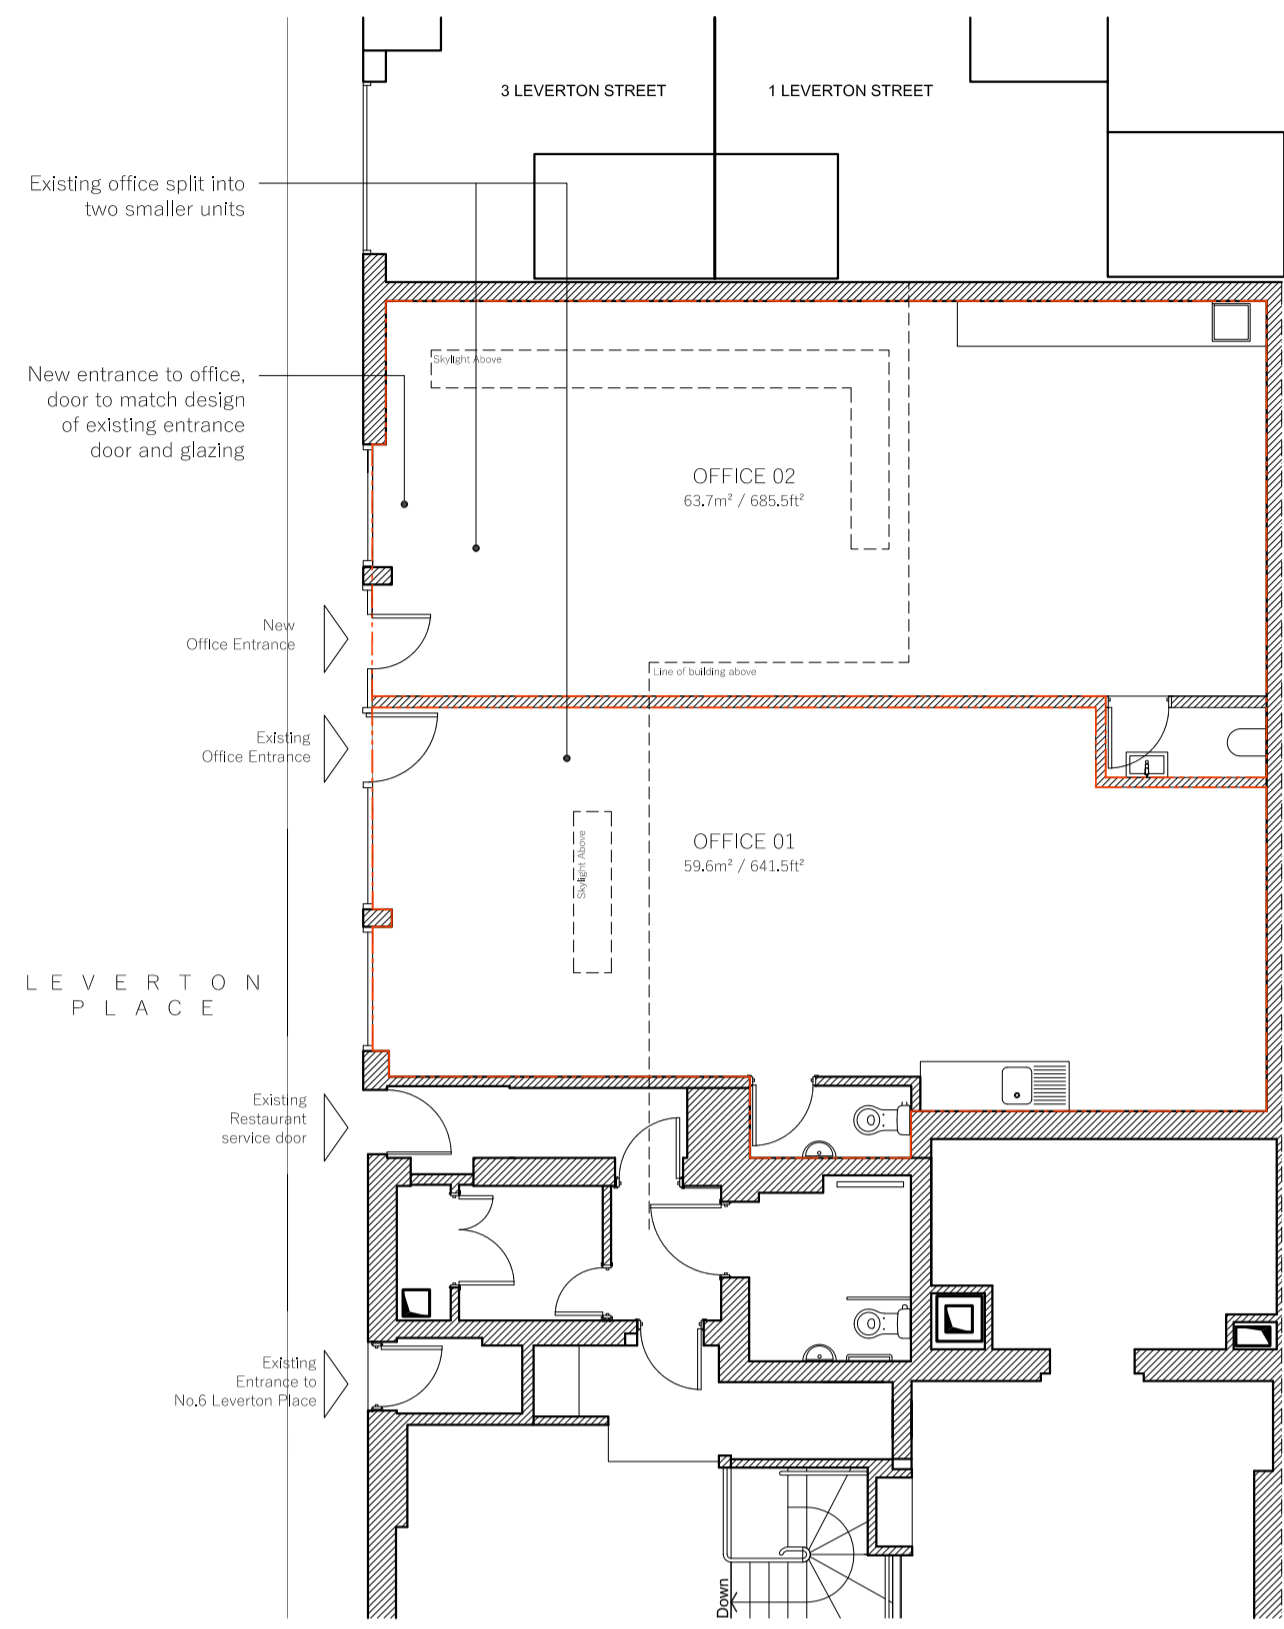 3 LEVERTON STREET
1 LEVERTON STREET
Existing office split into
two smaller units
Skylight Above
New entrance to office,
door to match design
of existing entrance
door and glazing
OFFICE 02
63.7m² / 685.5ft²
New
Office Entrance
Line of building above
Existing
Office Entrance
OFFICE 01
59.6m² / 641.5ft²
Skylight Above
LEVERTON
PLACE
Existing
Restaurant
service door
Existing
Entrance to
No.6 Leverton Place
Down